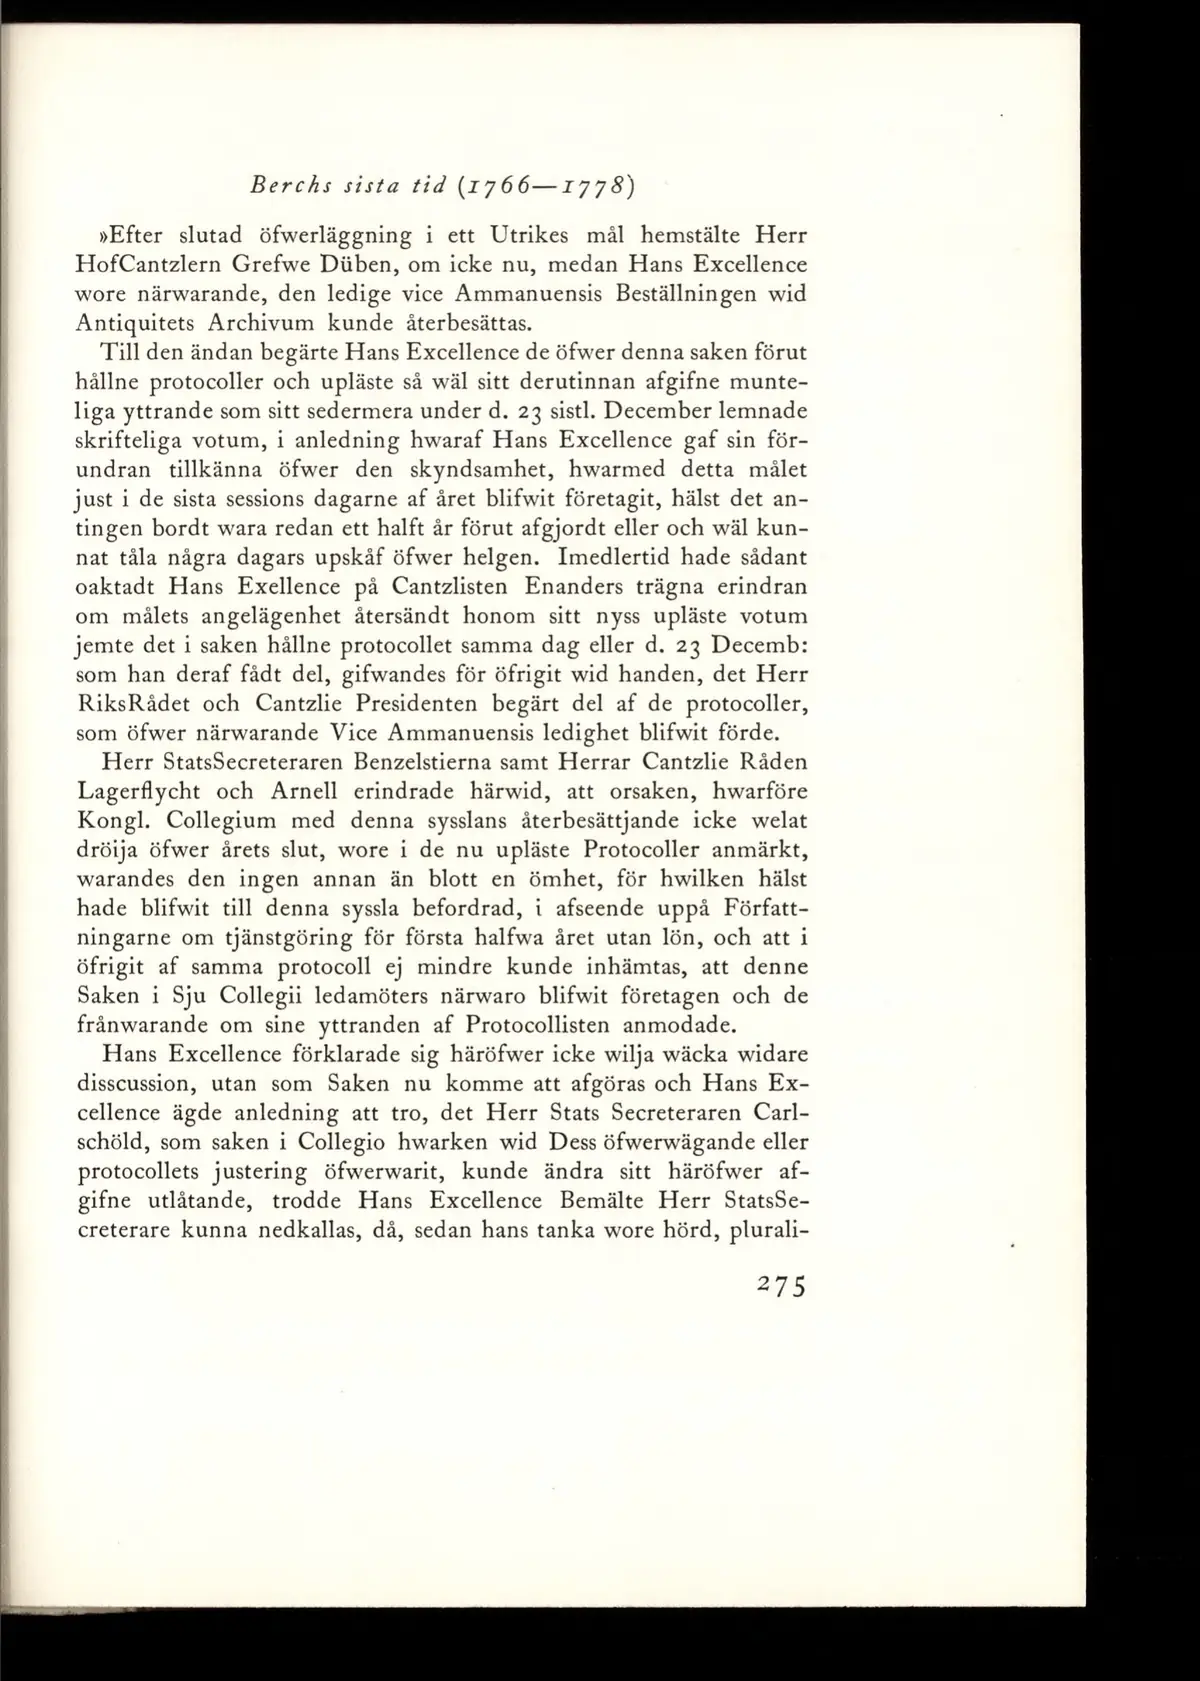 Berchs sista tid (1766—1778)
»Efter slutad öfwerläggning i ett Utrikes mål hemstälte Herr
HofCantzlern Grefwe Düben, om icke nu, medan Hans Excellence
wore närwarande, den ledige vice Ammanuensis Beställningen wid
Antiquitets Archivum kunde återbesättas.
Till den ändan begärte Hans Excellence de öfwer denna saken förut
hållne protocoller och upläste så wäl sitt derutinnan afgifne munte-
liga yttrande som sitt sedermera under d. 23 sistl. December lemnade
skrifteliga votum, i anledning hwaraf Hans Excellence gaf sin för-
undran tillkänna öfwer den skyndsamhet, hwarmed detta målet
just i de sista sessions dagarne af året blifwit företagit, hälst det an-
tingen bordt wara redan ett halft år förut afgjordt eller och wäl kun-
nat tåla några dagars upskåf öfwer helgen. Imedlertid hade sådant
oaktadt Hans Exellence på Cantzlisten Enanders trägna erindran
om målets angelägenhet återsändt honom sitt nyss upläste votum
jemte det i saken hållne protocollet samma dag eller d. 23 Decemb:
som han deraf fådt del, gifwandes för öfrigit wid handen, det Herr
RiksRådet och Cantzlie Presidenten begärt del af de protocoller,
som öfwer närwarande Vice Ammanuensis ledighet blifwit förde.
Herr StatsSecreteraren Benzelstierna samt Herrar Cantzlie Råden
Lagerflycht och Arnell erindrade härwid, att orsaken, hwarföre
Kongl. Collegium med denna sysslans återbesättjande icke welat
dröija öfwer årets slut, wore i de nu upläste Protocoller anmärkt,
warandes den ingen annan än blott en ömhet, för hwilken hälst
hade blifwit till denna syssla befordrad, i afseende uppå Författ-
ningarne om tjänstgöring för första halfwa året utan lön, och att i
öfrigit af samma protocoll ej mindre kunde inhämtas, att denne
Saken i Sju Collegii ledamöters närwaro blifwit företagen och de
frånwarande om sine yttranden af Protocollisten anmodade.
Hans Excellence förklarade sig häröfwer icke wilja wäcka widare
disscussion, utan som Saken nu komme att afgöras och Hans Ex-
cellence ägde anledning att tro, det Herr Stats Secreteraren Carl-
schöld, som saken i Collegio hwarken wid Dess öfwerwägande eller
protocollets justering öfwerwarit, kunde ändra sitt häröfwer af-
gifne utlåtande, trodde Hans Excellence Bemälte Herr StatsSe-
creterare kunna nedkallas, då, sedan hans tanka wore hörd, plurali-
275